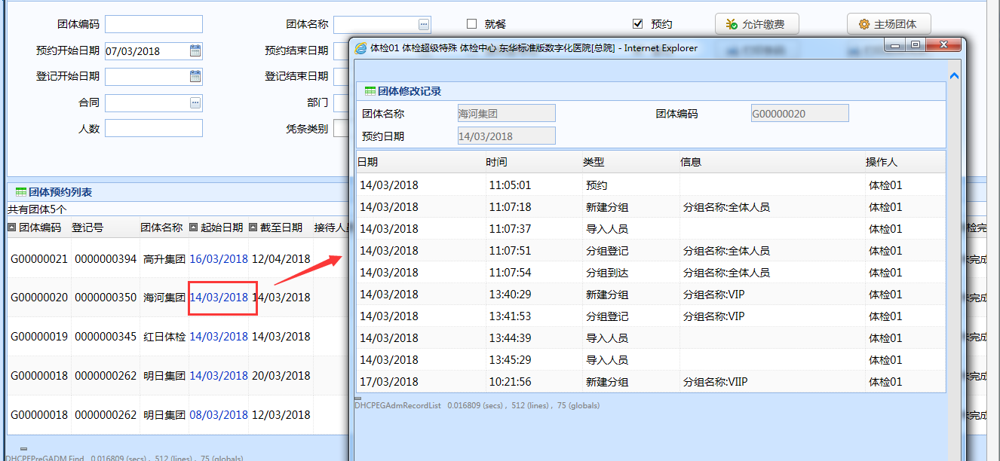 团体编码 团体名称 就餐 预约 允许缴费 主场团体
预约开始日期 07/03/2018 预约结束日期
登记开始日期 登记结束日期
合同 部门
人数 凭条类别
团体预约列表
共有团体5个
团体编码 登记号 团体名称 起始日期 截至日期 接待人员
G00000021 0000000394 高升集团 16/03/2018 12/04/2018
G00000020 0000000350 海河集团 14/03/2018 14/03/2018
G00000019 0000000345 红日体检 14/03/2018 14/03/2018
G00000018 0000000262 明日集团 14/03/2018 20/03/2018
G00000018 0000000262 明日集团 08/03/2018 12/03/2018
DHCPEPreGADM.Find 0.016809 (secs) , 512 (lines) , 75 (globals)
体检01 体检超级特殊 体检中心 东华标准版数字化医院[总院] - Internet Explorer
团体修改记录
团体名称 海河集团 团体编码 G00000020
预约日期 14/03/2018
日期 时间 类型 信息 操作人
14/03/2018 11:05:01 预约 体检01
14/03/2018 11:07:18 新建分组 分组名称:全体人员 体检01
14/03/2018 11:07:37 导入人员 体检01
14/03/2018 11:07:51 分组登记 分组名称:全体人员 体检01
14/03/2018 11:07:54 分组到达 分组名称:全体人员 体检01
14/03/2018 13:40:29 新建分组 分组名称:VIP 体检01
14/03/2018 13:41:53 分组登记 分组名称:VIP 体检01
14/03/2018 13:44:39 导入人员 体检01
14/03/2018 13:45:29 导入人员 体检01
17/03/2018 10:21:56 新建分组 分组名称:VIIP 体检01
DHCPEGAdmRecordList 0.016809 (secs) , 512 (lines) , 75 (globals)
检完
未完成
未完成
未完成
未完成
未完成